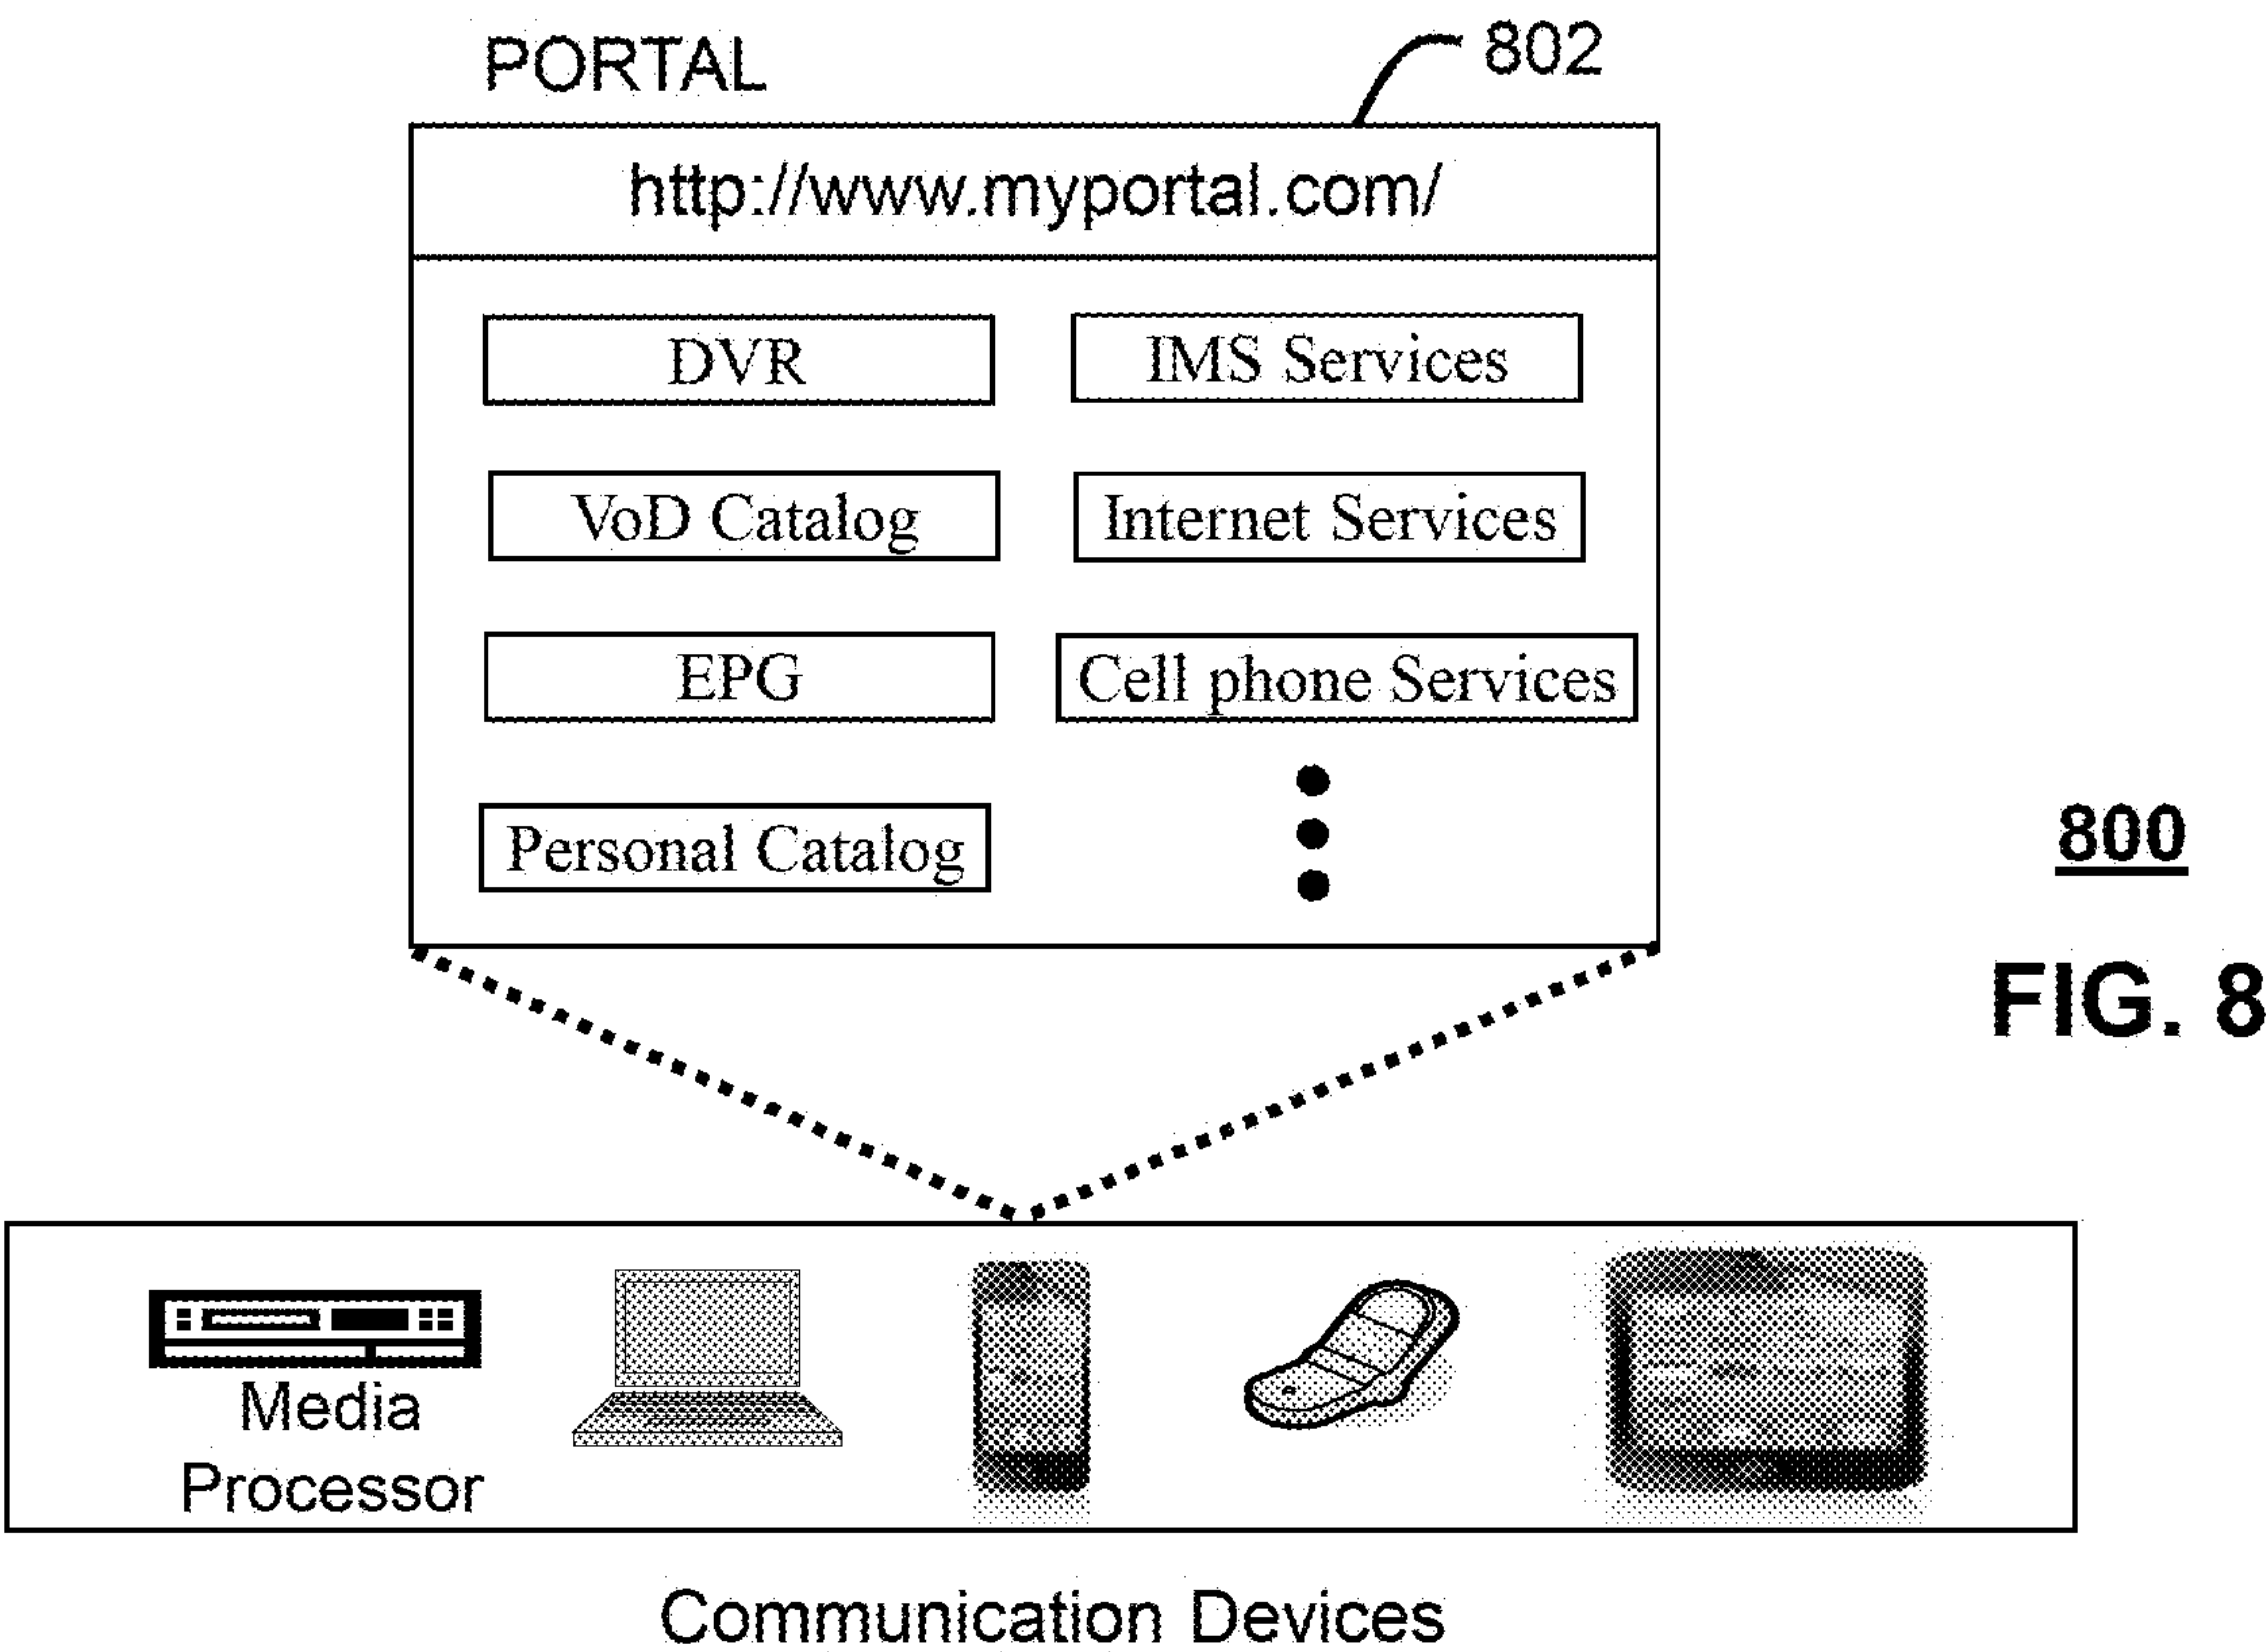 PORTAL
802
http://www.myportal.com/
DVR
IMS Services
VoD Catalog
Internet Services
EPG
Cell phone Services
Personal Catalog
800
FIG. 8
Media
Processor
Communication Devices